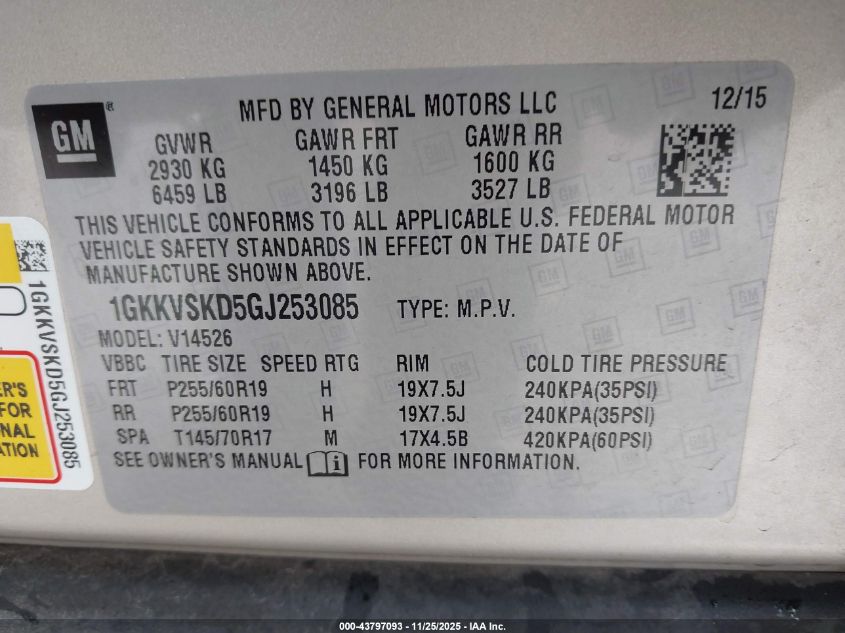 GM ®
MFD BY GENERAL MOTORS LLC 12/15
GVWR GAWR FRT GAWR RR
2930 KG 1450 KG 1600 KG
6459 LB 3196 LB 3527 LB
THIS VEHICLE CONFORMS TO ALL APPLICABLE U.S. FEDERAL MOTOR
VEHICLE SAFETY STANDARDS IN EFFECT ON THE DATE OF
MANUFACTURE SHOWN ABOVE.
1GKKVSKD5GJ253085 TYPE: M.P.V.
MODEL: V14526
VBBC TIRE SIZE SPEED RTG RIM COLD TIRE PRESSURE
FRT P255/60R19 H 19X7.5J 240KPA(35PSI)
RR P255/60R19 H 19X7.5J 240KPA(35PSI)
SPA T145/70R17 M 17X4.5B 420KPA(60PSI)
SEE OWNER'S MANUAL i FOR MORE INFORMATION.
1GKKVSKD5GJ253085
ER'S
FOR
NAL
ATION
000-43797093 — 11/25/2025 - IAA Inc.